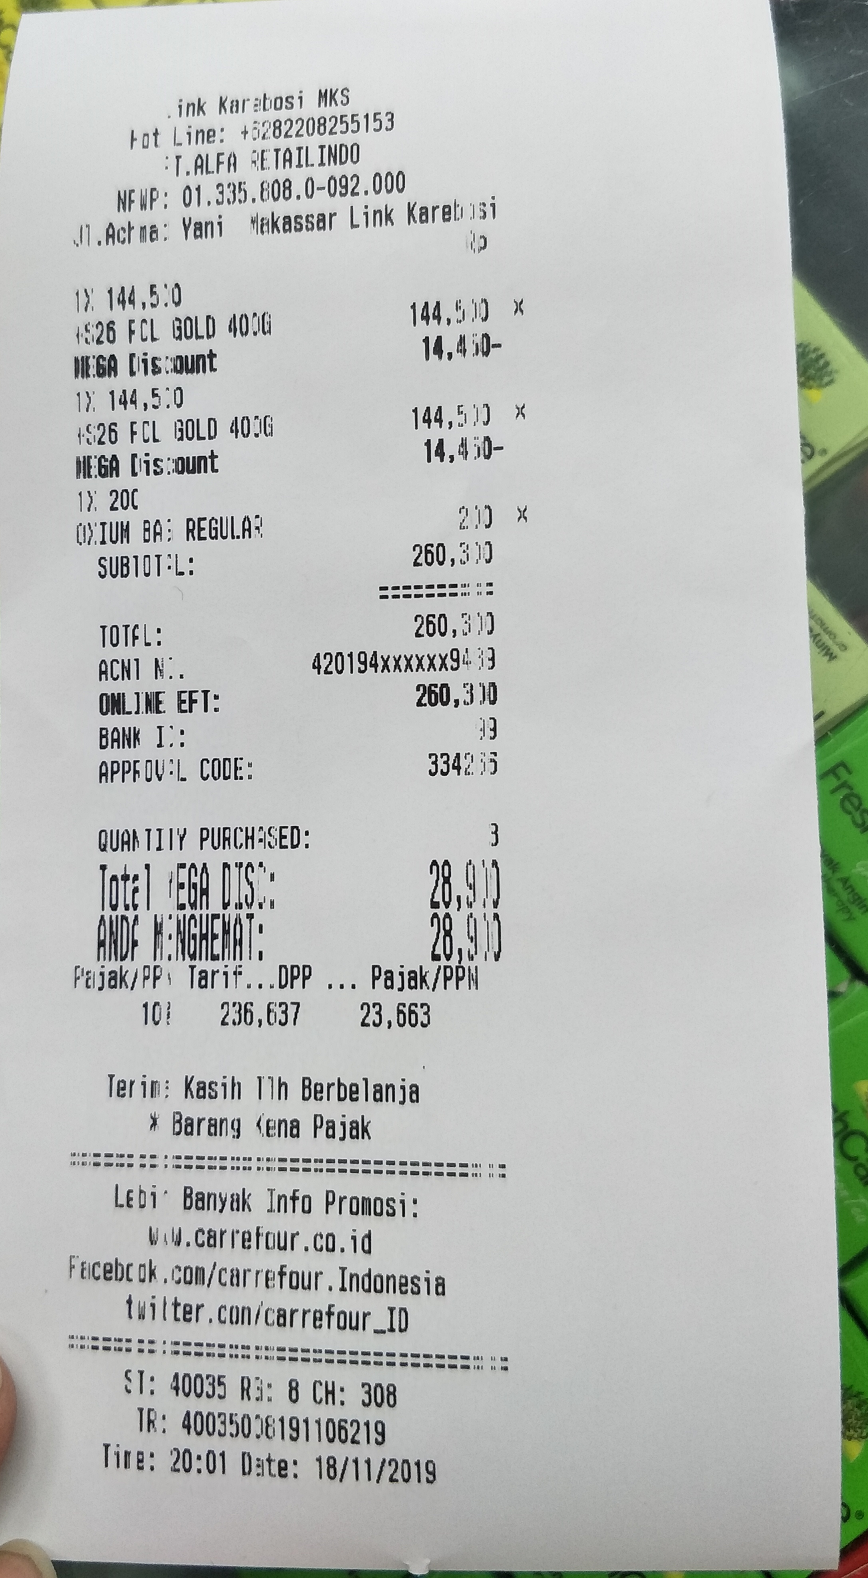 Link Karebosi MKS
Hot Line: +6282208255153
PT.ALFA RETAILINDO
NPWP: 01.335.808.0-092.000
Jl.Achmad Yani Makassar Link Karebosi
Rp
1X 144,500
+S26 FCL GOLD 400G 144,500 *
MEGA Discount 14,450-
1X 144,500
+S26 FCL GOLD 400G 144,500 *
MEGA Discount 14,450-
1X 200
OXIUM BAG REGULAR 200 *
SUBTOTAL: 260,300
==========
TOTAL: 260,300
ACNT NO. 420194xxxxxx9439
ONLINE EFT: 260,300
BANK ID: 99
APPROVAL CODE:
QUANTITY PURCHASED: 3
Total MEGA DISC: 28,900
ANDA MENGHEMAT: 28,900
Pajak/PPN Tarif...DPP ... Pajak/PPN
10% 236,637 23,663
Terima Kasih Tlh Berbelanja
* Barang Kena Pajak
Lebih Banyak Info Promosi:
www.carrefour.co.id
Facebook.com/carrefour.Indonesia
twitter.com/carrefour_ID
ST: 40035 RG: 8 CH: 308
TR: 40035008191106219
Time: 20:01 Date: 18/11/2019
Fresh